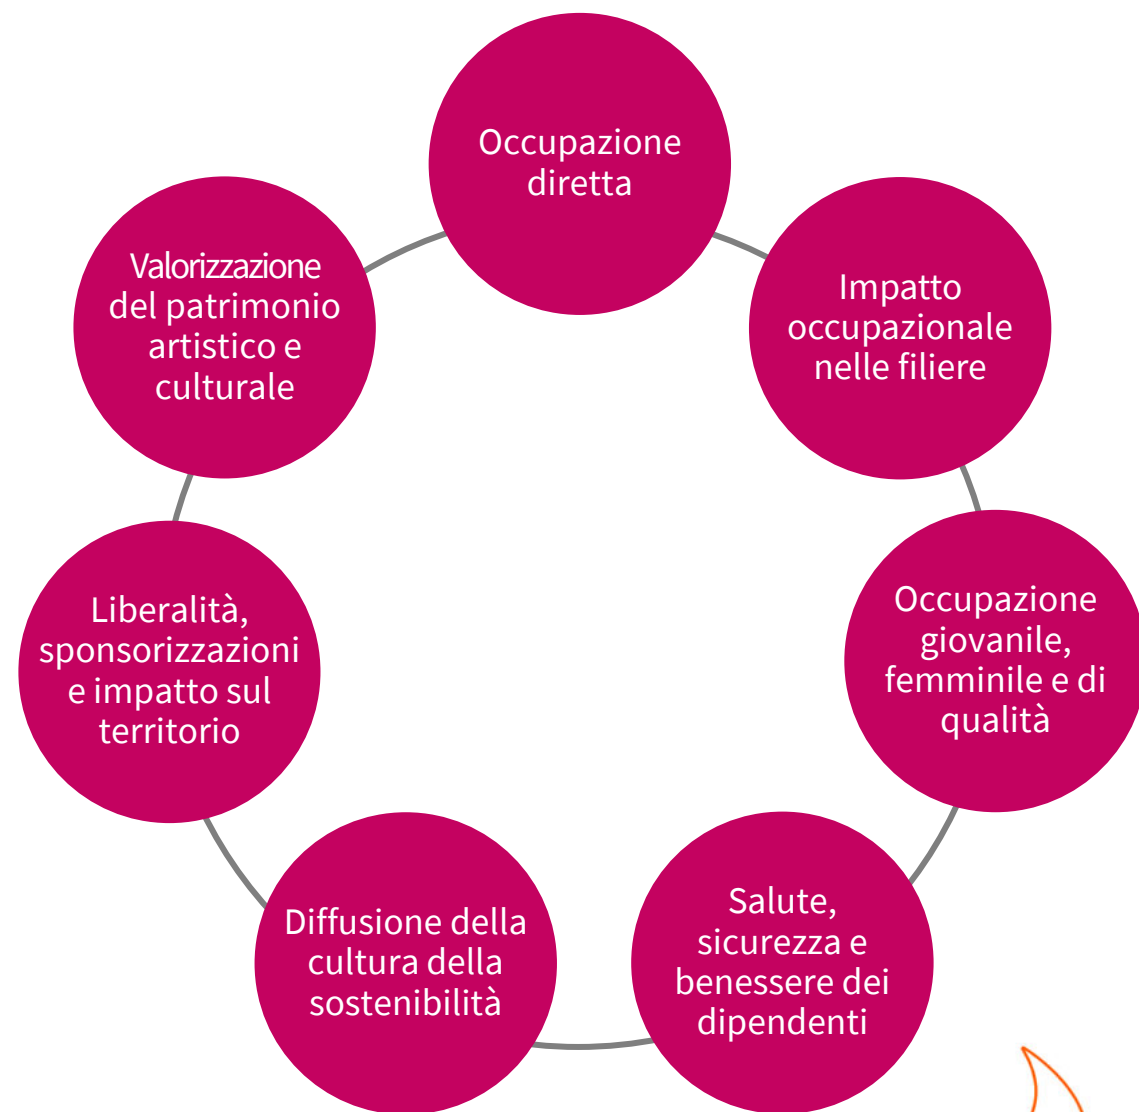 Occupazione
diretta
Impatto
occupazionale
nelle filiere
Occupazione
giovanile,
femminile e di
qualità
Salute,
sicurezza e
benessere dei
dipendenti
Diffusione della
cultura della
sostenibilità
Liberalità,
sponsorizzazioni
e impatto sul
territorio
Valorizzazione
del patrimonio
artistico e
culturale